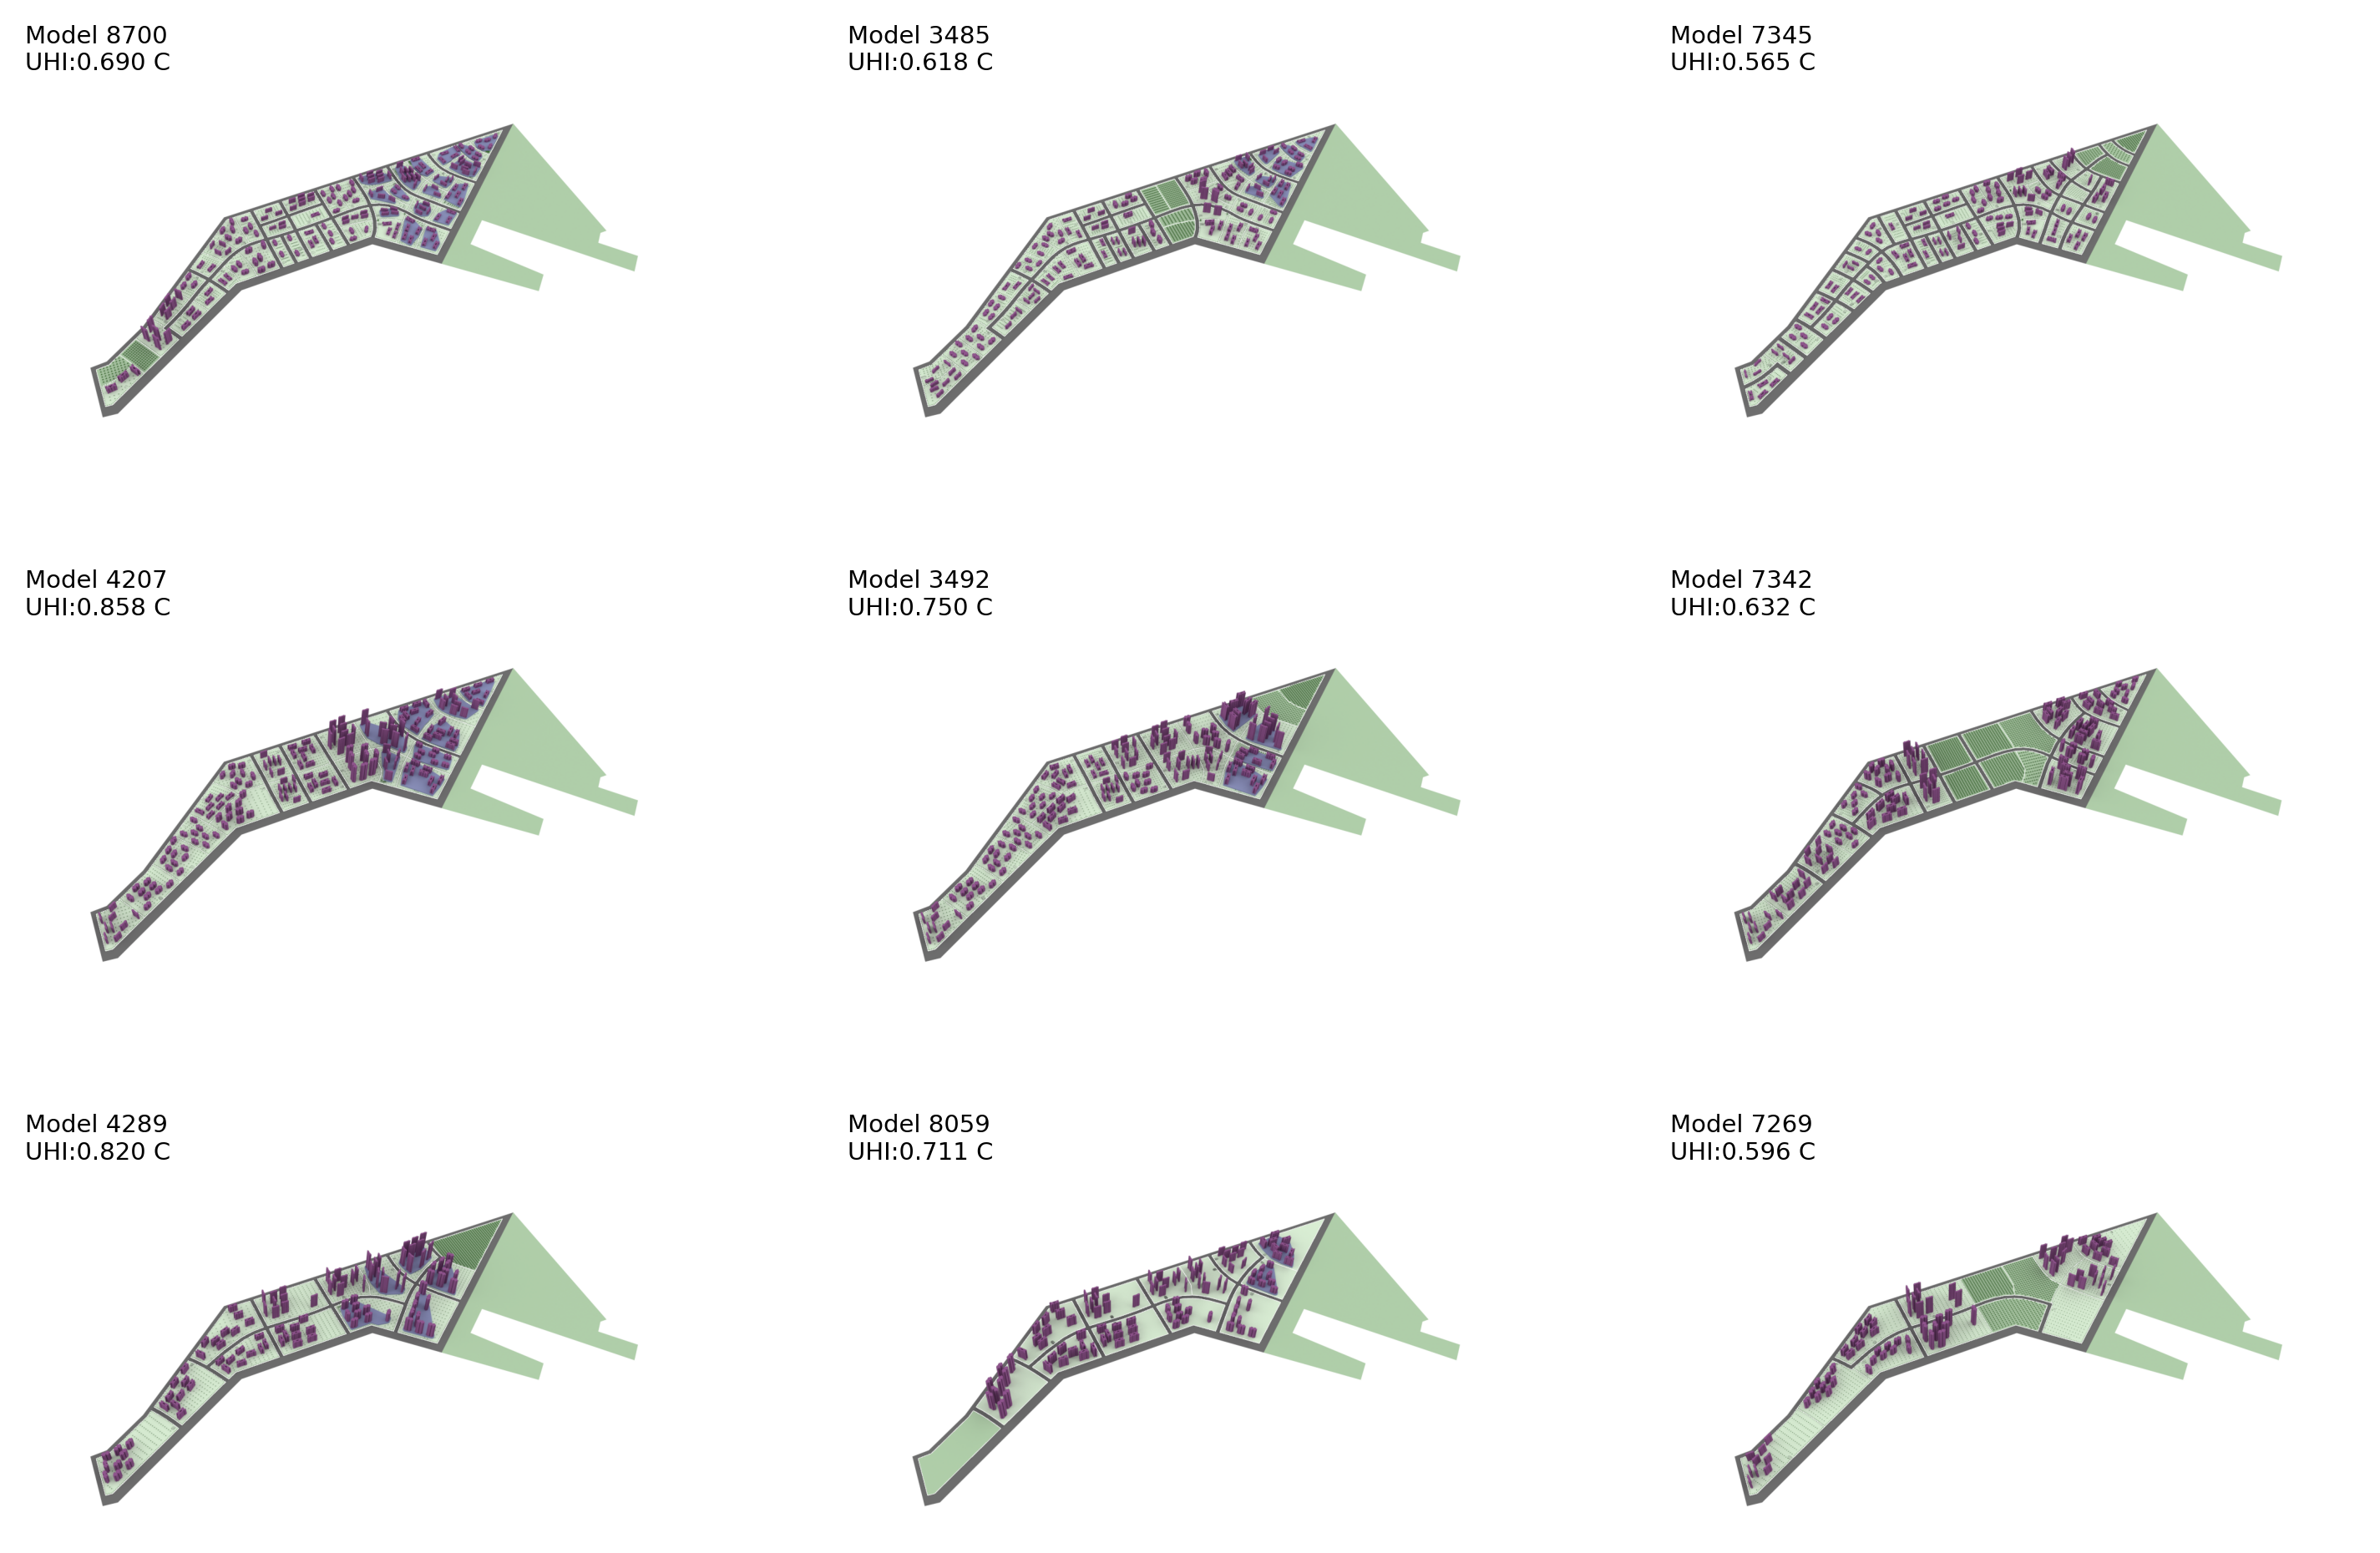 Model 8700
UHI:0.690 C
Model 3485
UHI:0.618 C
Model 7345
UHI:0.565 C
Model 4207
UHI:0.858 C
Model 3492
UHI:0.750 C
Model 7342
UHI:0.632 C
Model 4289
UHI:0.820 C
Model 8059
UHI:0.711 C
Model 7269
UHI:0.596 C